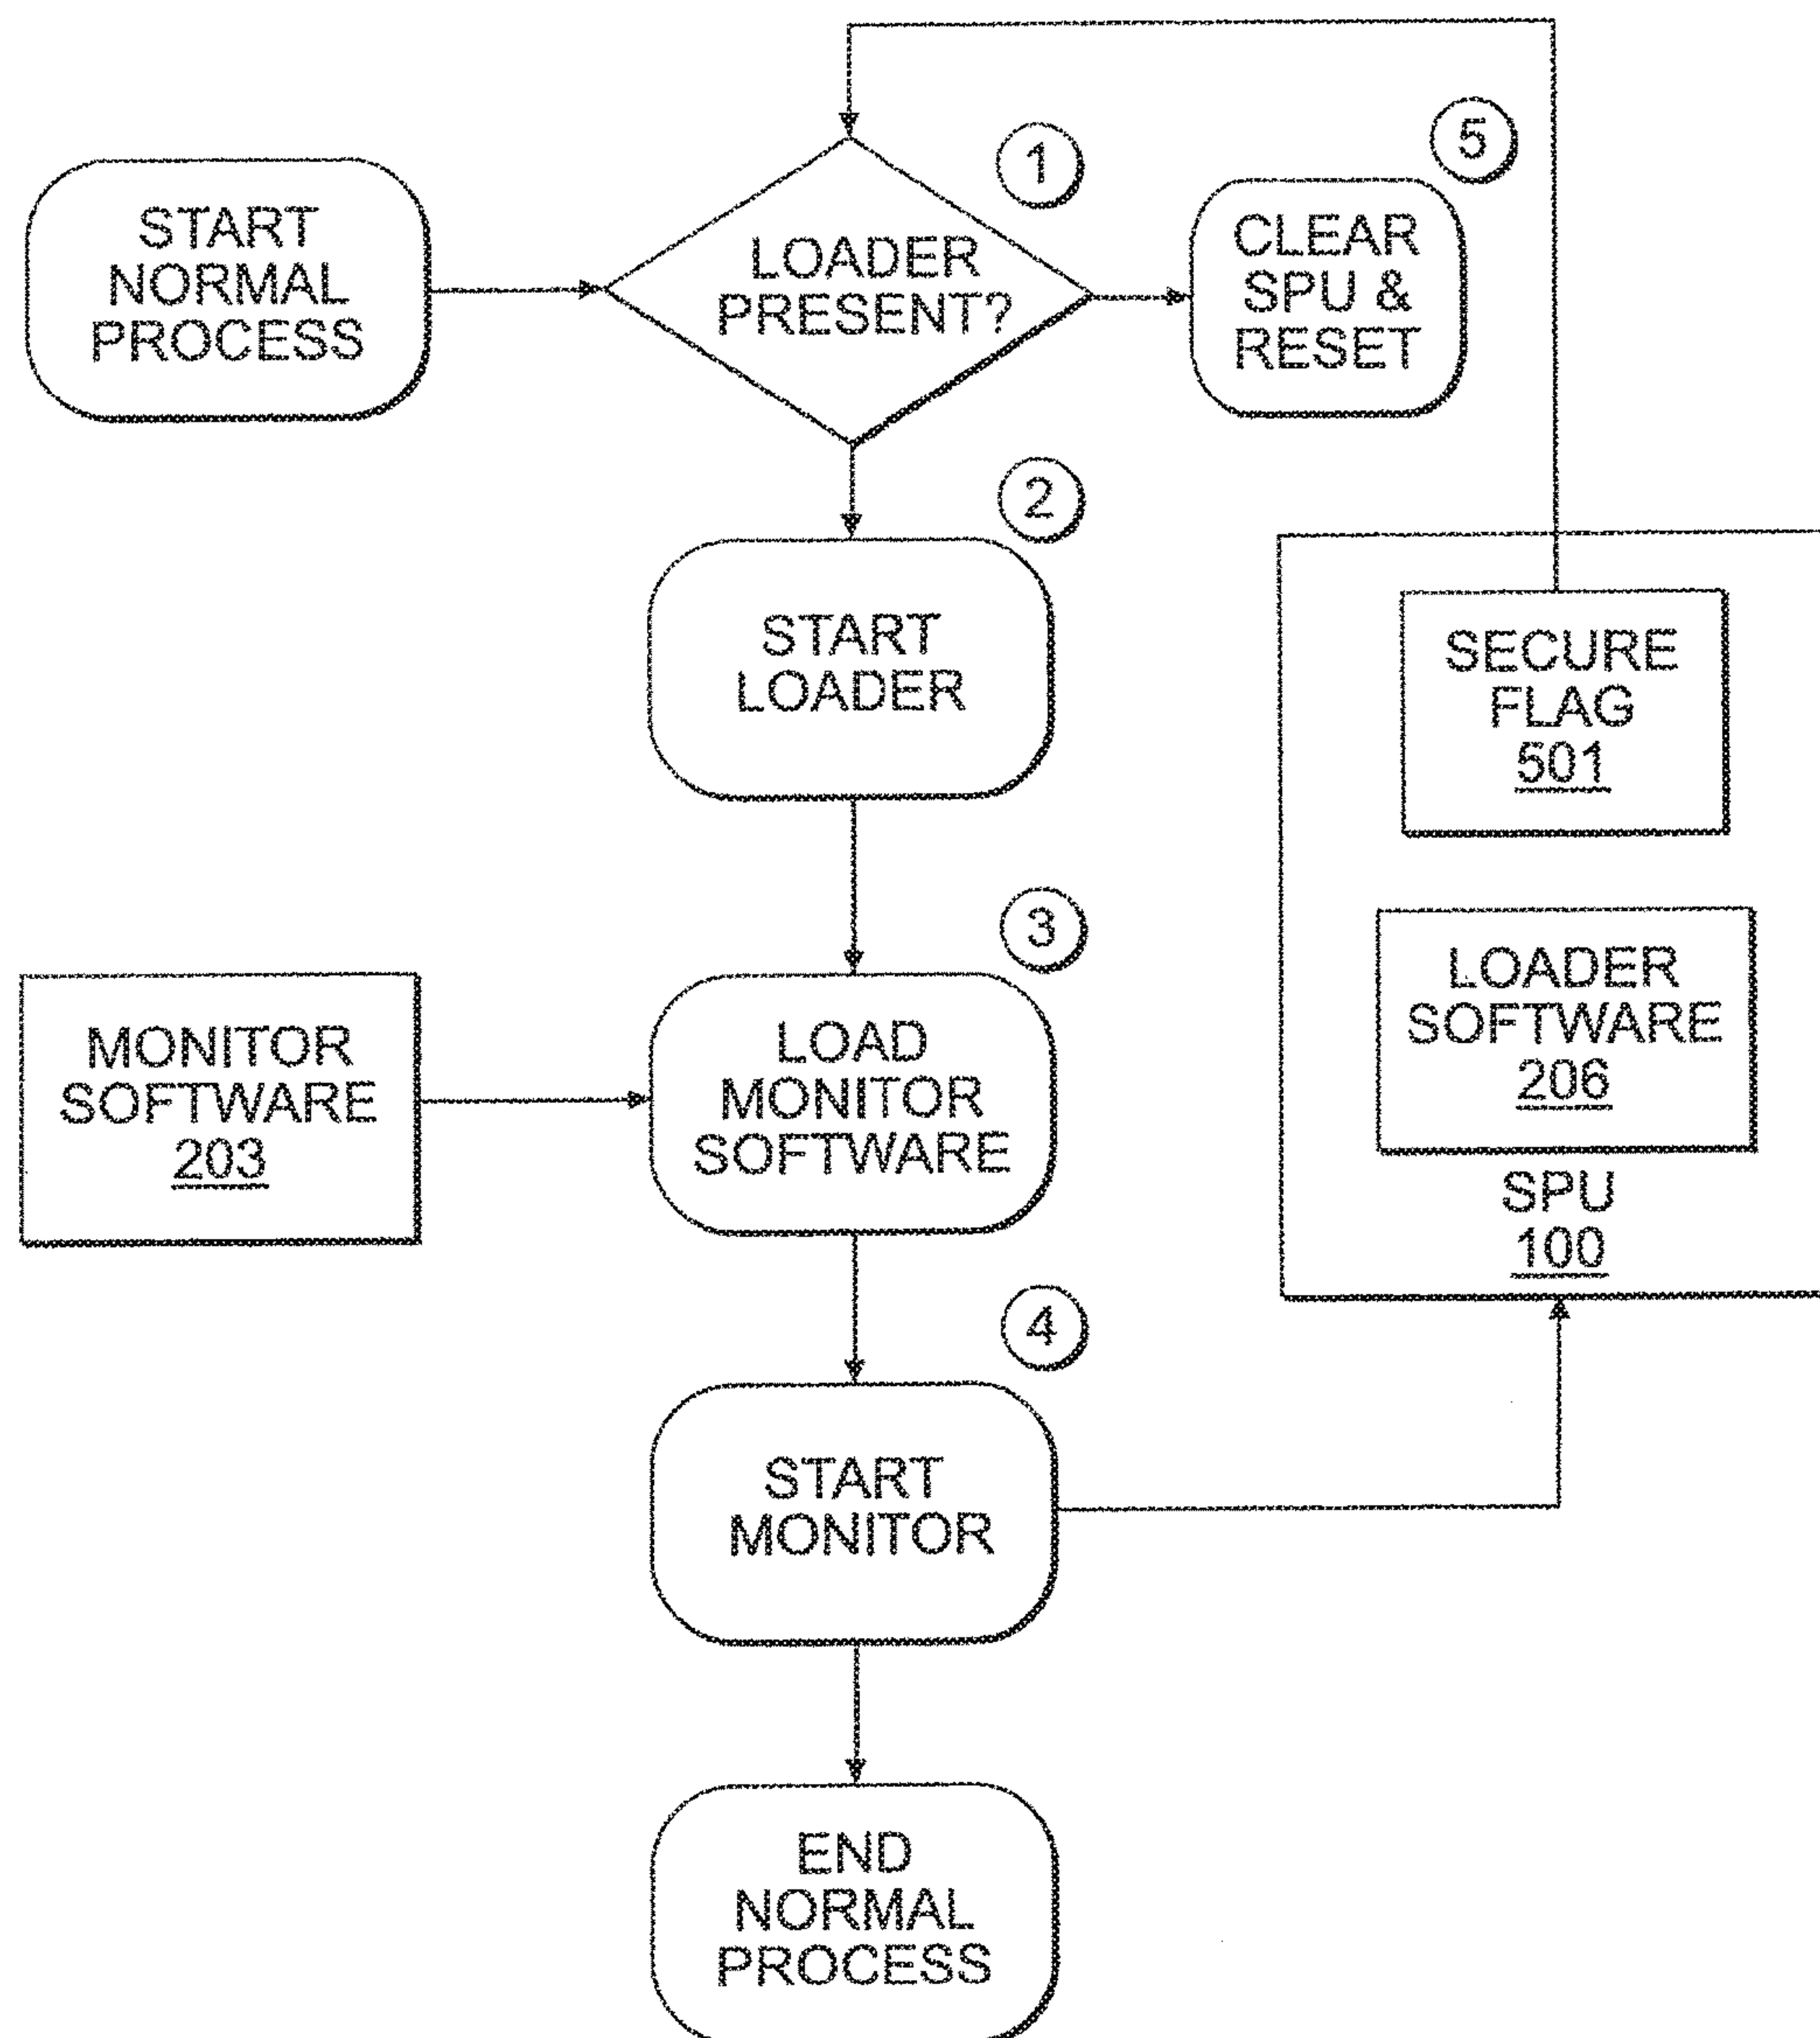 START
NORMAL
PROCESS
1
LOADER
PRESENT?
5
CLEAR
SPU &
RESET
2
START
LOADER
SECURE
FLAG
501
3
MONITOR
SOFTWARE
203
LOAD
MONITOR
SOFTWARE
LOADER
SOFTWARE
206
SPU
100
4
START
MONITOR
END
NORMAL
PROCESS